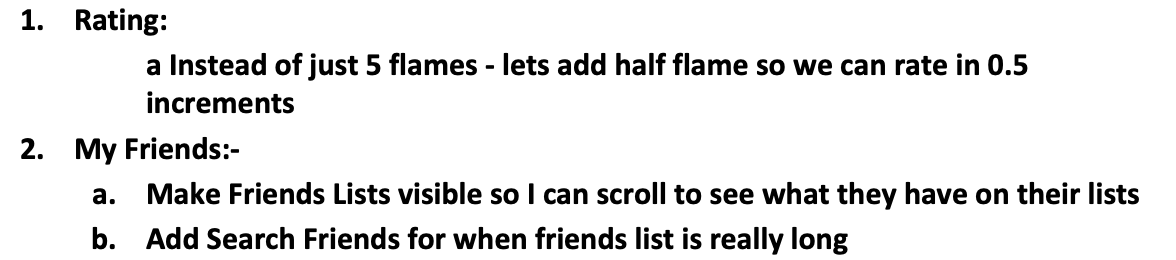 1. Rating:
a Instead of just 5 flames - lets add half flame so we can rate in 0.5
increments
2. My Friends:-
a. Make Friends Lists visible so I can scroll to see what they have on their lists
b. Add Search Friends for when friends list is really long